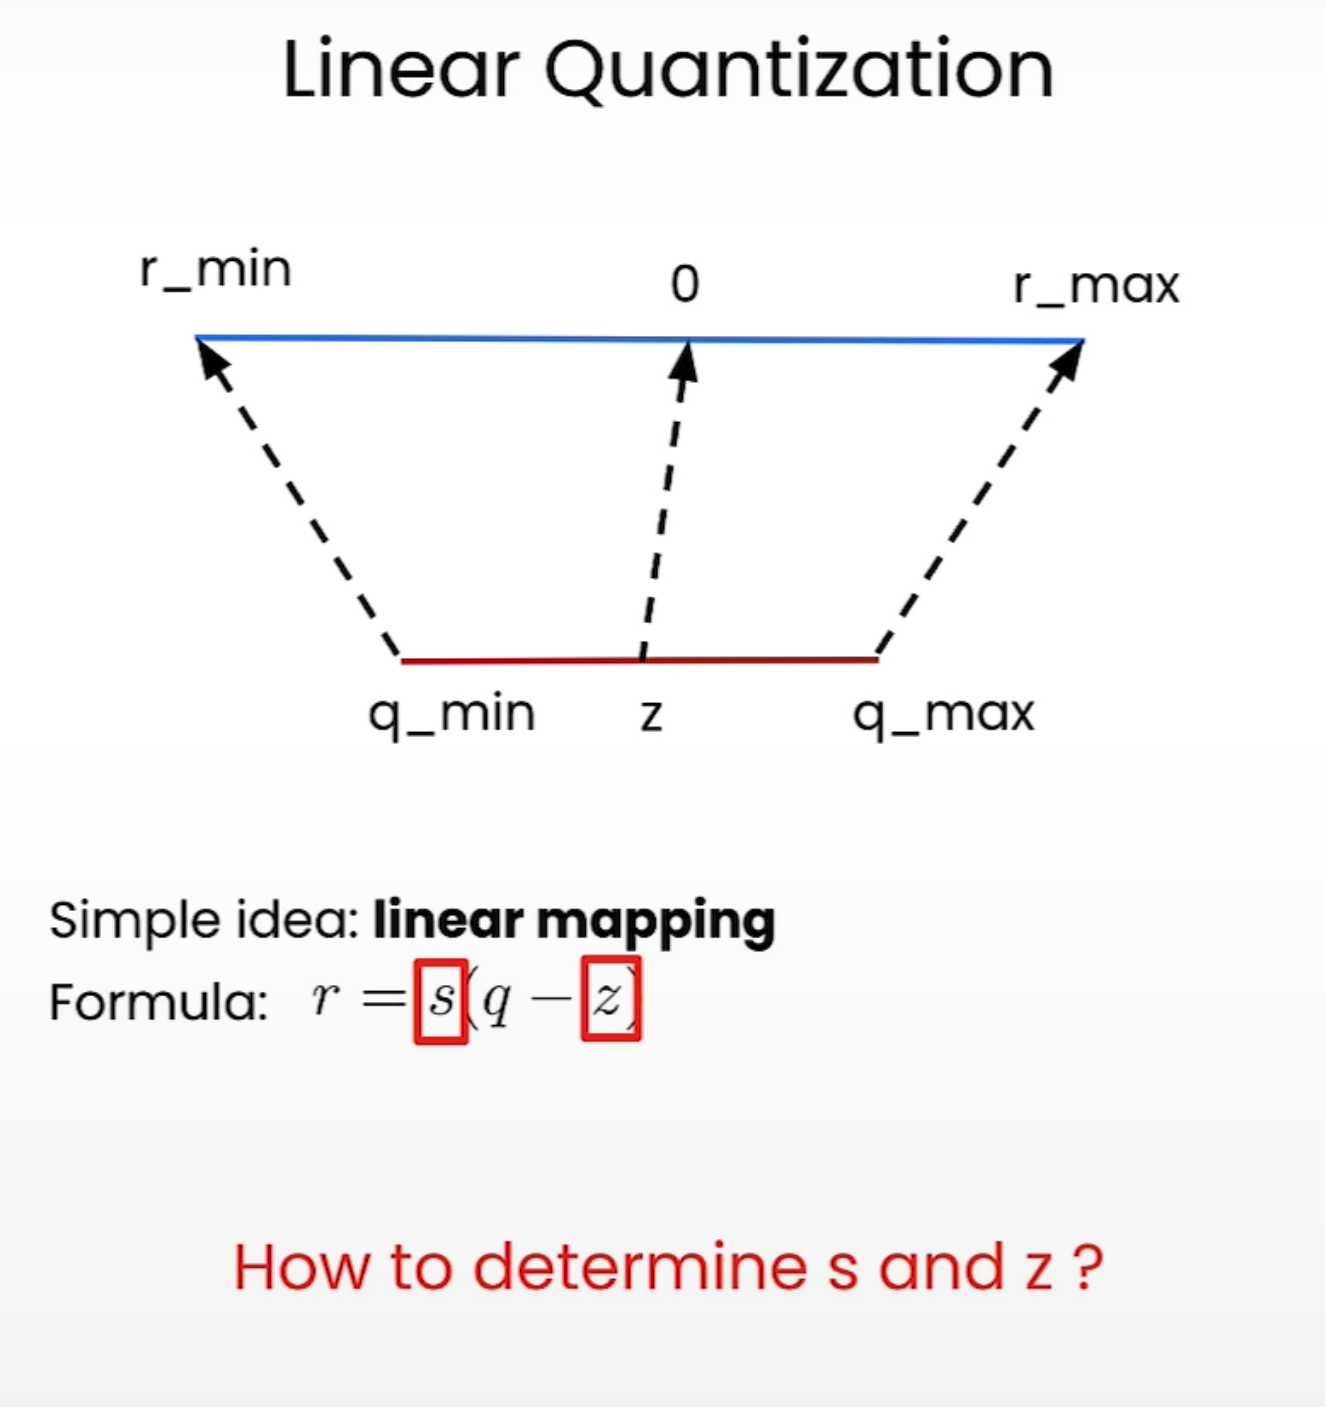 Linear Quantization
r_min 0 r_max
q_min z q_max
Simple idea: linear mapping
Formula: r = s(q − z)
How to determine s and z ?